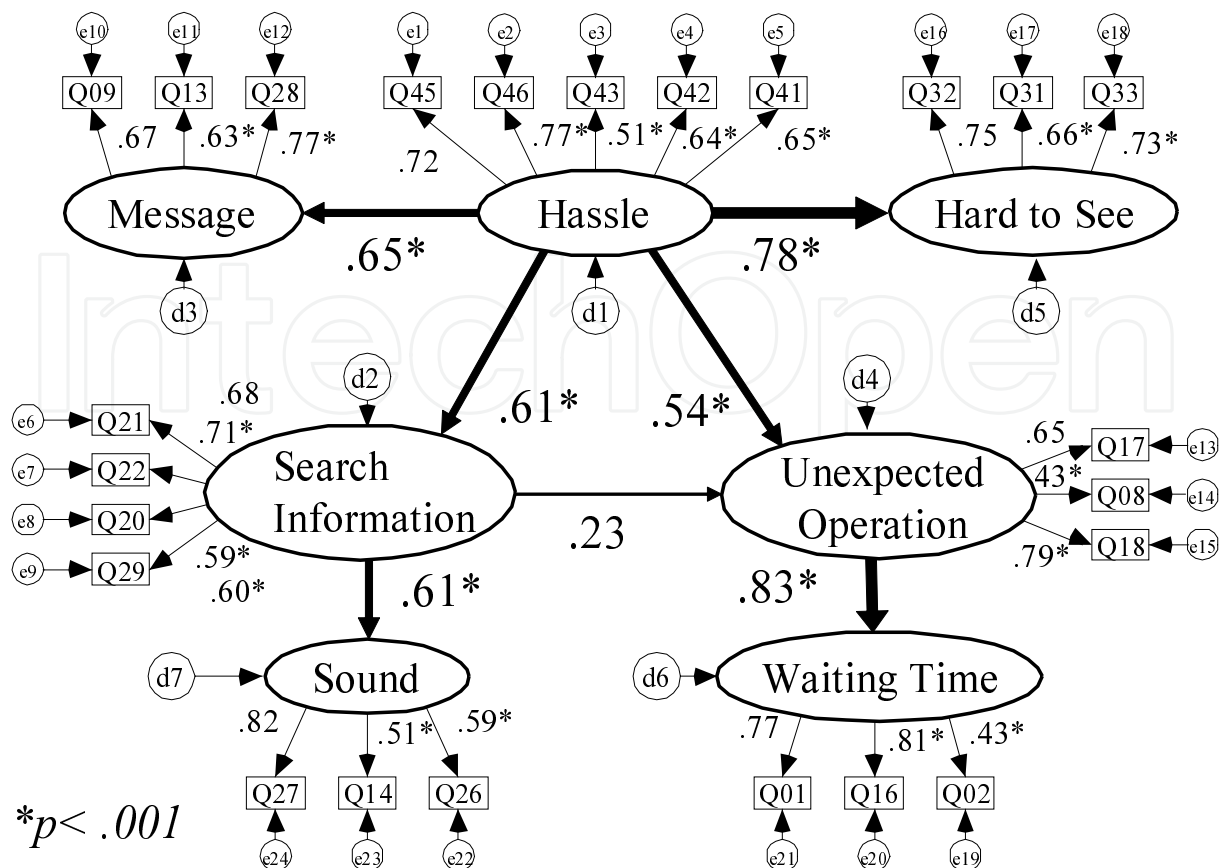 e10 e11 e12 e1 e2 e3 e4 e5 e16 e17 e18
Q09 Q13 Q28 Q45 Q46 Q43 Q42 Q41 Q32 Q31 Q33
.67 .63* .77* .72 .77* .51* .64* .65* .75 .66* .73*
Message Hassle Hard to See
.65* .78*
d3 d1 d5
IntechOpen
d2 d4
.61* .54*
e6 Q21 .68
.71*
e7 Q22
e8 Q20
e9 Q29
.59*
.60*
Search
Information
.23
Unexpected
Operation
.65 Q17 e13
.43* Q08 e14
.79* Q18 e15
.61* .83*
d7 Sound d6 Waiting Time
.82 .51* .59* .77 .81* .43*
Q27 Q14 Q26 Q01 Q16 Q02
e24 e23 e22 e21 e20 e19
*p< .001